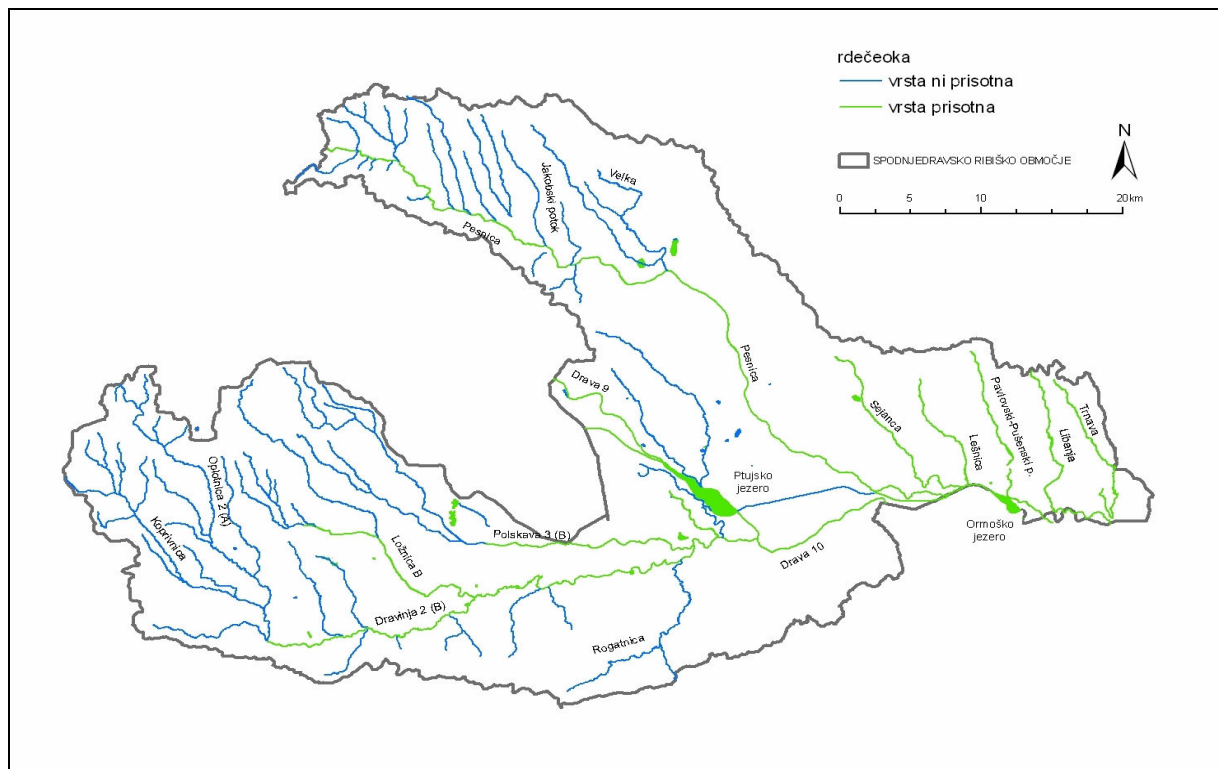 rdečeoka
vrsta ni prisotna
vrsta prisotna
N
SPODNJEDRAVSKO RIBIŠKO OBMOČJE
0 5 10 20 km
Velka
Jakobski potok
Pesnica
Pesnica
Drava 9
Sejanca
Lešnica
Pavlovski-Pušenski p.
Libanja
Trnava
Ptujsko
jezero
Ormoško
jezero
Drava 10
Oplotnica 2 (A)
Koprivnica
Ložnica B
Polskava 3 (B)
Dravinja 2 (B)
Rogatnica